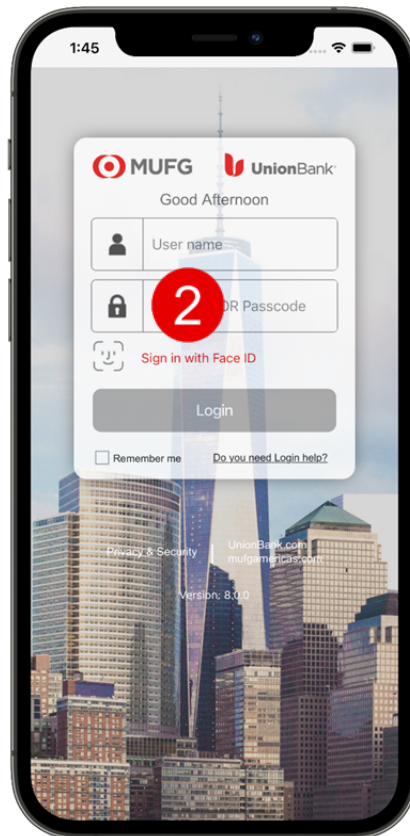 1:45
MUFG UnionBank
Good Afternoon
User name
2 OR Passcode
Sign in with Face ID
Login
Remember me Do you need Login help?
Privacy & Security
UnionBank.com
mufgamericas.com
Version: 8.0.0